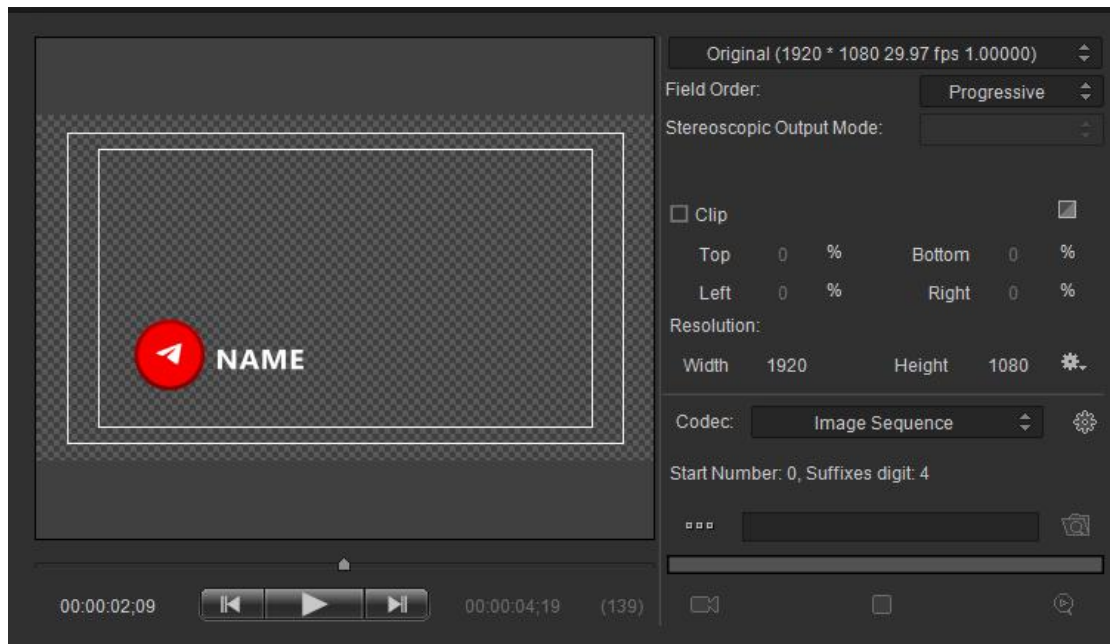 Original (1920 * 1080 29.97 fps 1.00000)
Field Order: Progressive
Stereoscopic Output Mode:
Clip
Top 0 % Bottom 0 %
Left 0 % Right 0 %
Resolution:
Width 1920 Height 1080
Codec: Image Sequence
Start Number: 0, Suffixes digit: 4
NAME
00:00:02;09 00:00:04;19 (139)